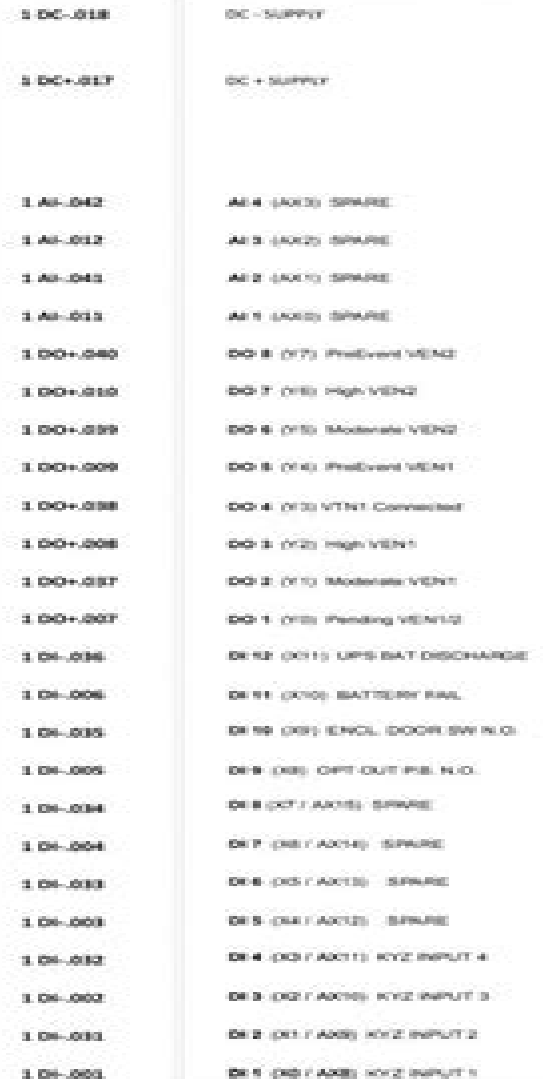 1 DC-.018 DC - SUPPLY
1 DC+.017 DC + SUPPLY
1 AI-.042 AI 4 (AX3) SPARE
1 AI-.012 AI 3 (AX2) SPARE
1 AI-.041 AI 2 (AX1) SPARE
1 AI-.011 AI 1 (AX0) SPARE
1 DO+.040 DO 8 (Y7) PreEvent VEN2
1 DO+.010 DO 7 (Y6) High VEN2
1 DO+.039 DO 6 (Y5) Moderate VEN2
1 DO+.009 DO 5 (Y4) PreEvent VEN1
1 DO+.038 DO 4 (Y3) VTN1 Connected
1 DO+.008 DO 3 (Y2) High VEN1
1 DO+.037 DO 2 (Y1) Moderate VEN1
1 DO+.007 DO 1 (Y0) Pending VEN1/2
1 DI-.036 DI 12 (X11) UPS BAT DISCHARGE
1 DI-.006 DI 11 (X10) BATTERY FAIL
1 DI-.035 DI 10 (X9) ENCL. DOOR SW N.O.
1 DI-.005 DI 9 (X8) OPT OUT P.B. N.O.
1 DI-.034 DI 8 (X7 / AX15) SPARE
1 DI-.004 DI 7 (X6 / AX14) SPARE
1 DI-.033 DI 6 (X5 / AX13) SPARE
1 DI-.003 DI 5 (X4 / AX12) SPARE
1 DI-.032 DI 4 (X3 / AX11) KYZ INPUT 4
1 DI-.002 DI 3 (X2 / AX10) KYZ INPUT 3
1 DI-.031 DI 2 (X1 / AX9) KYZ INPUT 2
1 DI-.001 DI 1 (X0 / AX8) KYZ INPUT 1